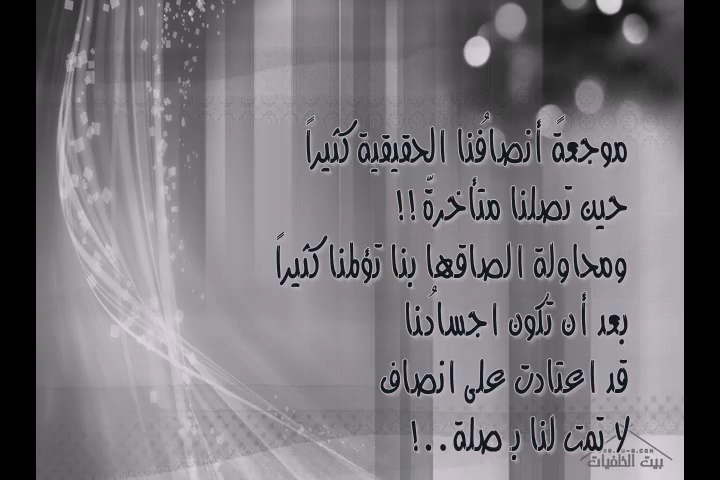 موجعةً أنصافُنا الحقيقية كثيراً
حين تصلنا متأخرةّ !!
ومحاولة الصاقها بنا تؤلمنا كثيراً
بعد أن تكون اجسادُنا
قد اعتادت على انصاف
لا تمت لنا بـ صلة . . !
بيت الخلفيات